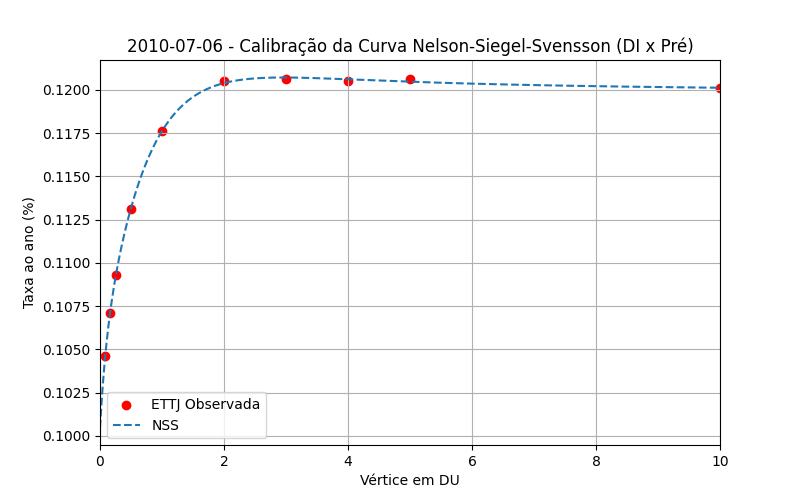 2010-07-06 - Calibração da Curva Nelson-Siegel-Svensson (DI x Pré)
Taxa ao ano (%)
0.1200
0.1175
0.1150
0.1125
0.1100
0.1075
0.1050
0.1025
0.1000
ETTJ Observada
NSS
0 2 4 6 8 10
Vértice em DU